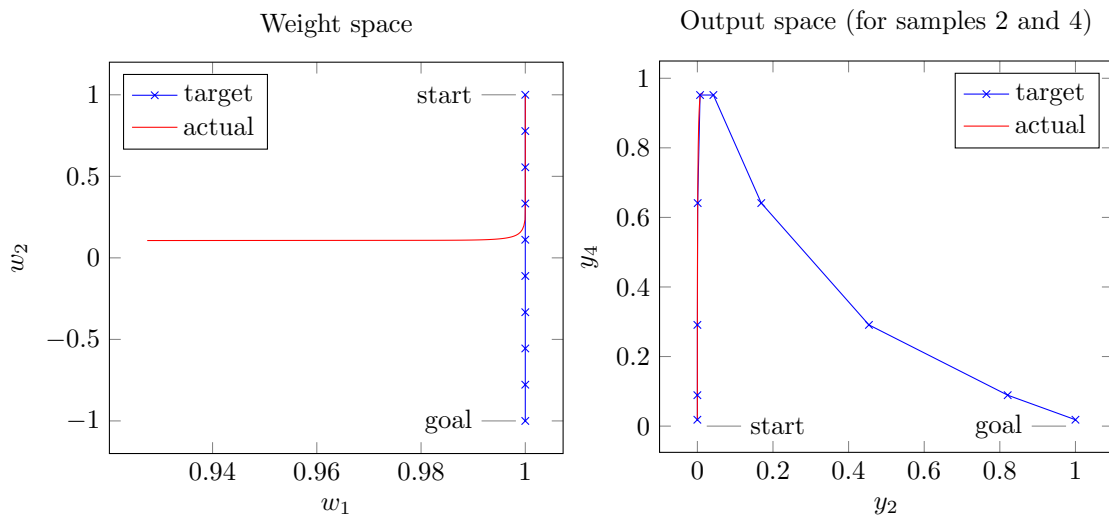 Weight space
target
actual
start
goal
1
0.5
0
−0.5
−1
w₂
0.94
0.96
0.98
1
w₁
Output space (for samples 2 and 4)
target
actual
start
goal
1
0.8
0.6
0.4
0.2
0
y₄
0
0.2
0.4
0.6
0.8
1
y₂